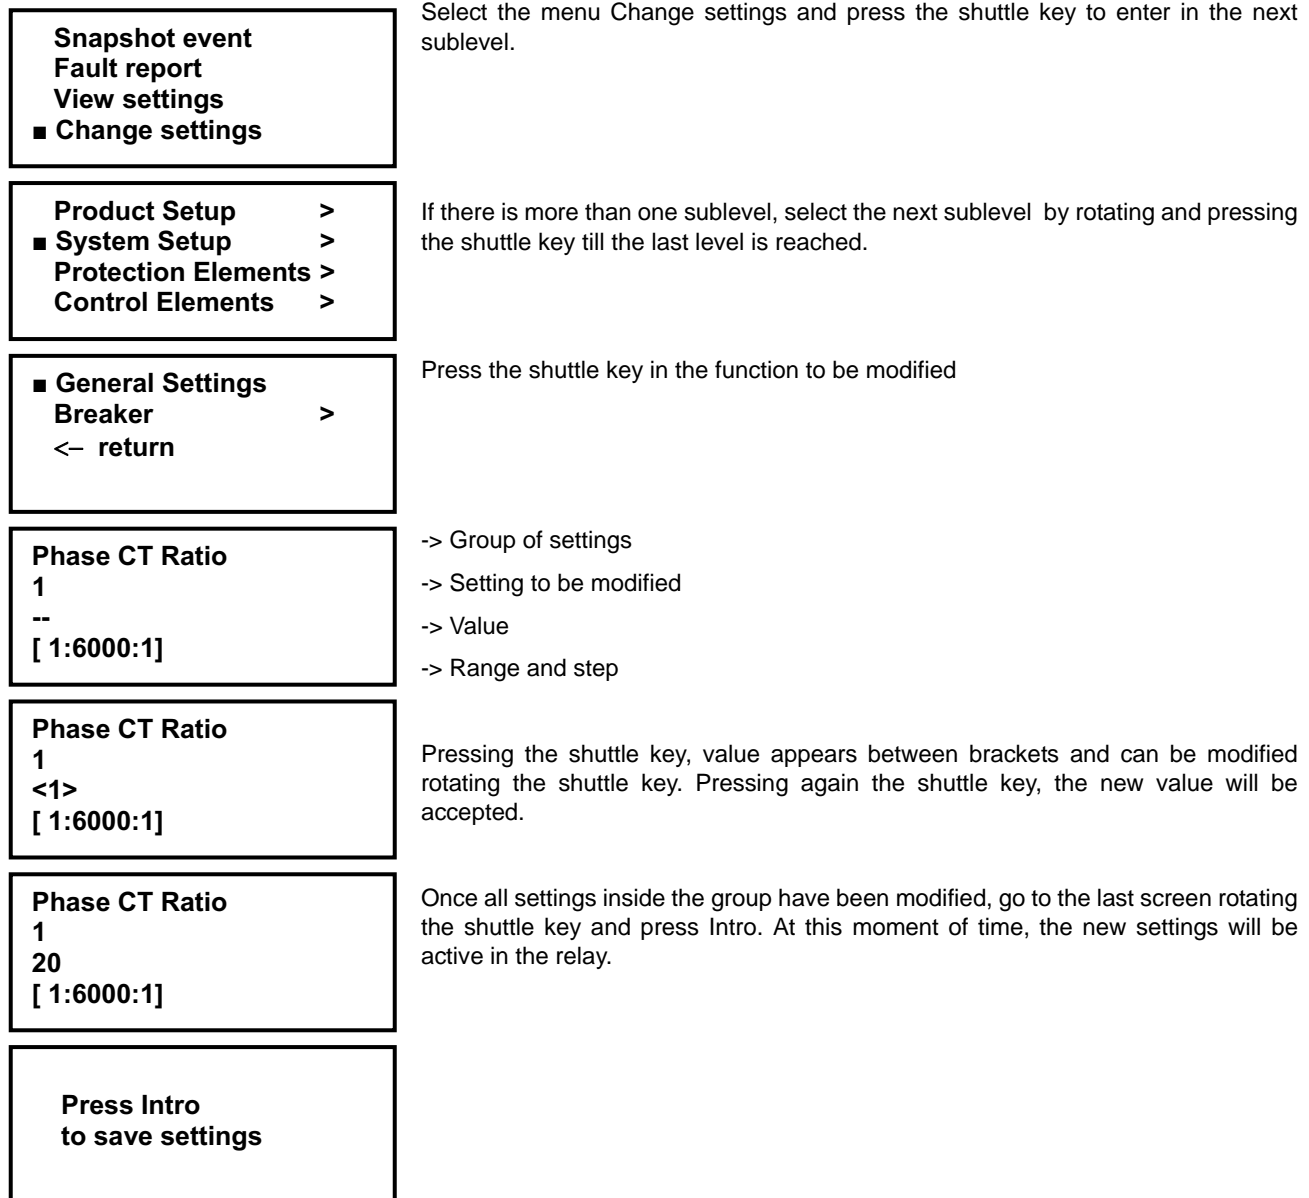 Snapshot event
Fault report
View settings
■ Change settings
Select the menu Change settings and press the shuttle key to enter in the next
sublevel.
Product Setup >
■ System Setup >
Protection Elements >
Control Elements >
If there is more than one sublevel, select the next sublevel by rotating and pressing
the shuttle key till the last level is reached.
■ General Settings
Breaker >
<– return
Press the shuttle key in the function to be modified
Phase CT Ratio
1
--
[ 1:6000:1]
-> Group of settings
-> Setting to be modified
-> Value
-> Range and step
Phase CT Ratio
1
<1>
[ 1:6000:1]
Pressing the shuttle key, value appears between brackets and can be modified
rotating the shuttle key. Pressing again the shuttle key, the new value will be
accepted.
Phase CT Ratio
1
20
[ 1:6000:1]
Once all settings inside the group have been modified, go to the last screen rotating
the shuttle key and press Intro. At this moment of time, the new settings will be
active in the relay.
Press Intro
to save settings